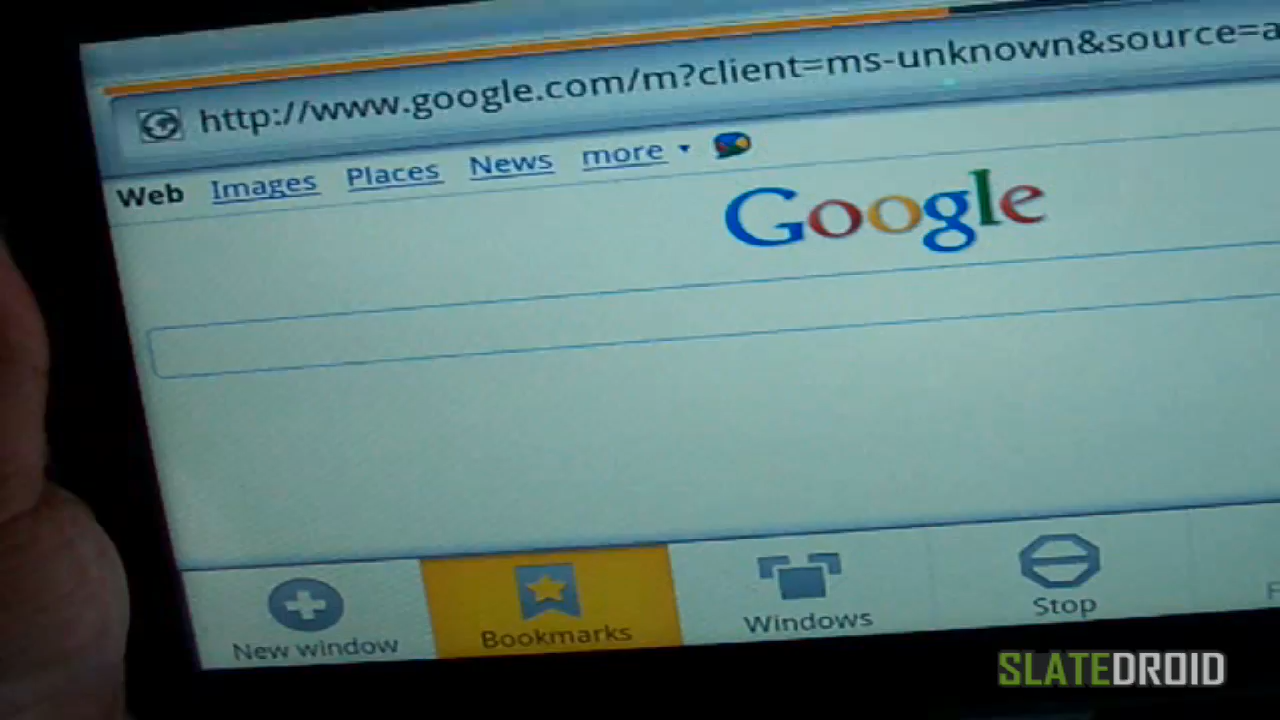 http://www.google.com/m?client=ms-unknown&source=a
Web Images Places News more
Google
New window Bookmarks Windows Stop F
SLATEDROID